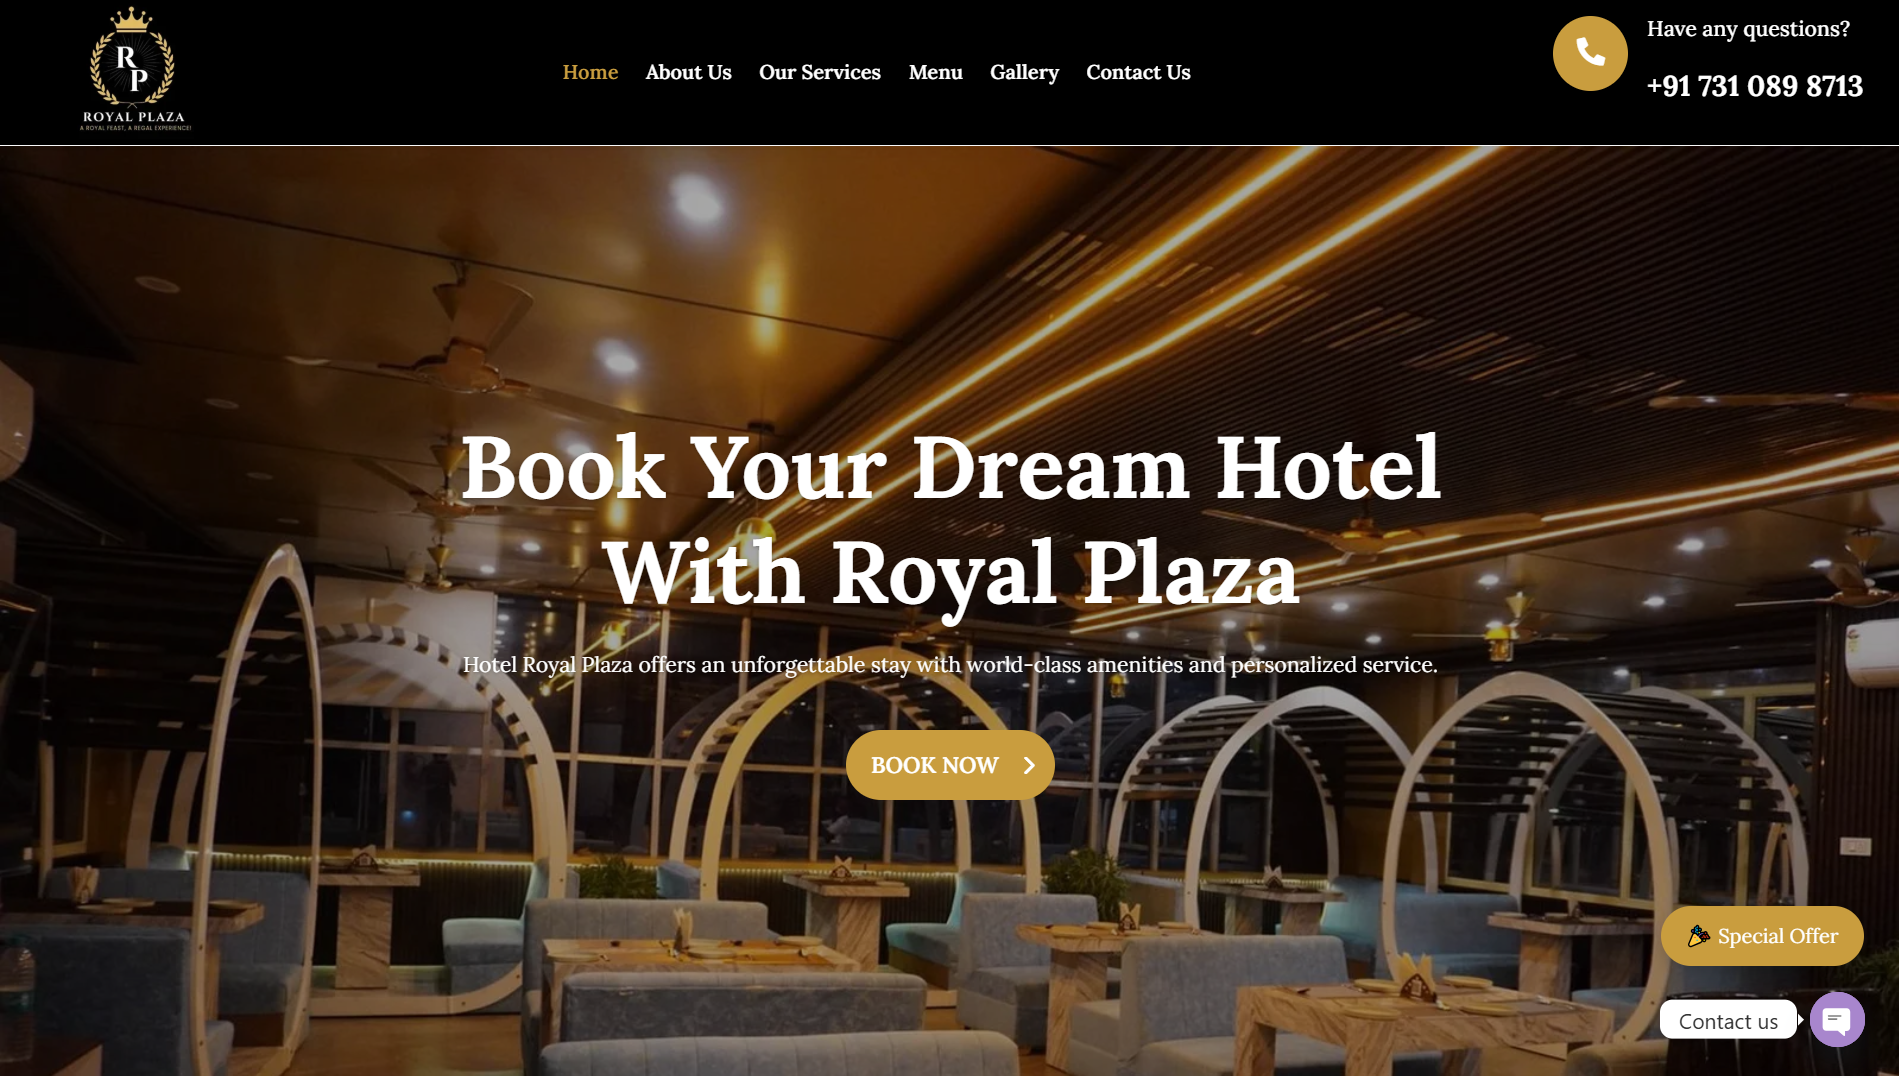 R
P
ROYAL PLAZA
A ROYAL FEAST, A REGAL EXPERIENCE!
Home
About Us
Our Services
Menu
Gallery
Contact Us
Have any questions?
+91 731 089 8713
Book Your Dream Hotel
With Royal Plaza
Hotel Royal Plaza offers an unforgettable stay with world-class amenities and personalized service.
BOOK NOW
Special Offer
Contact us